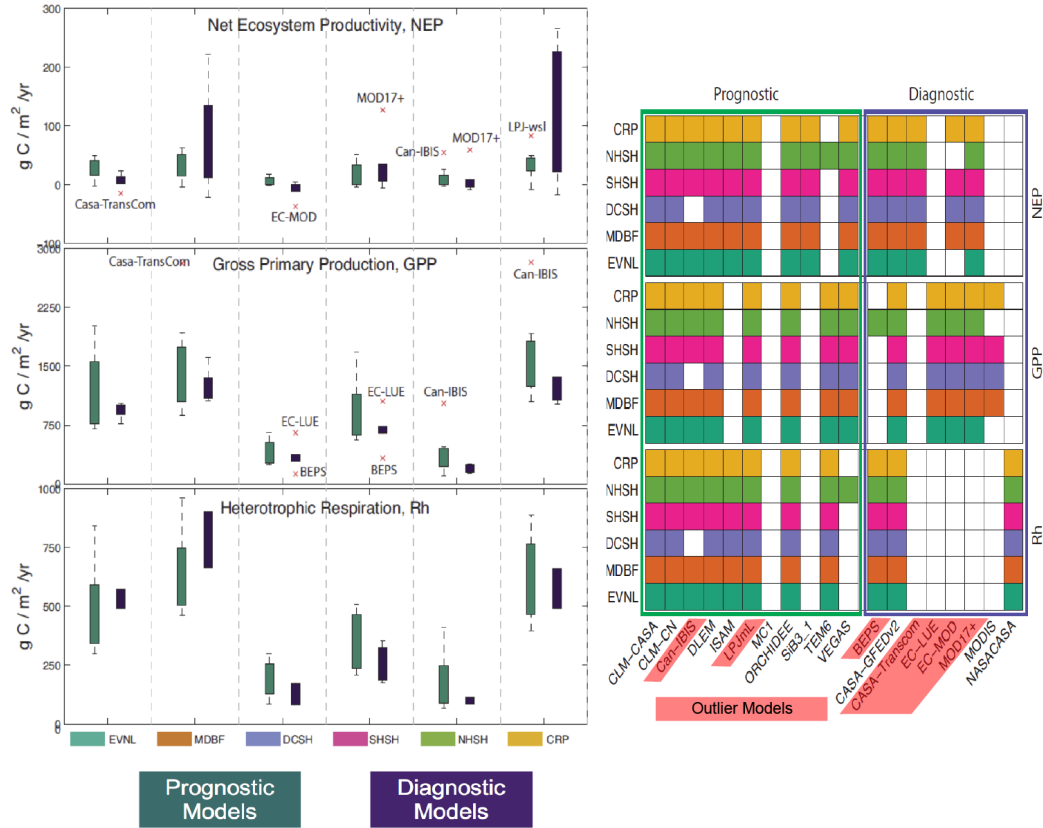 Net Ecosystem Productivity, NEP
g C / m² /yr
300
200
100
0
-100
Casa-TransCom
EC-MOD
MOD17+
Can-IBIS
MOD17+
LPJ-wsl
Gross Primary Production, GPP
g C / m² /yr
3000
2250
1500
750
0
Casa-TransCom
EC-LUE
BEPS
EC-LUE
BEPS
Can-IBIS
Can-IBIS
Heterotrophic Respiration, Rh
g C / m² /yr
1000
750
500
250
0
EVNL MDBF DCSH SHSH NHSH CRP
Prognostic Models
Diagnostic Models
Prognostic Diagnostic
CRP
NHSH
SHSH
DCSH
MDBF
EVNL
NEP
CRP
NHSH
SHSH
DCSH
MDBF
EVNL
GPP
CRP
NHSH
SHSH
DCSH
MDBF
EVNL
Rh
CLM-CASA
CLM-CN
Can-IBIS
DLEM
ISAM
LPJmL
MC1
ORCHIDEE
SiB3_1
TEM6
VEGAS
BEPS
CASA-GFEDv2
CASA-Transcom
EC-LUE
EC-MOD
MOD17+
MODIS
NASACASA
Outlier Models